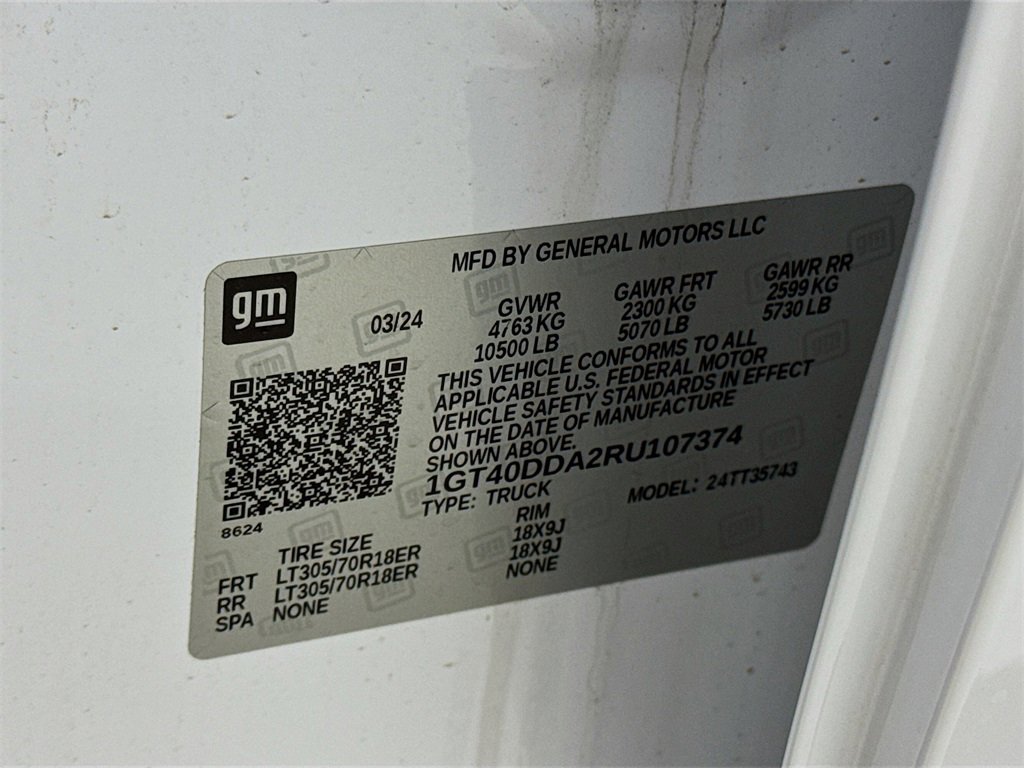 gm
MFD BY GENERAL MOTORS LLC
03/24
GVWR GAWR FRT GAWR RR
4763 KG 2300 KG 2599 KG
10500 LB 5070 LB 5730 LB
THIS VEHICLE CONFORMS TO ALL
APPLICABLE U.S. FEDERAL MOTOR
VEHICLE SAFETY STANDARDS IN EFFECT
ON THE DATE OF MANUFACTURE
SHOWN ABOVE.
1GT40DDA2RU107374
TYPE: TRUCK MODEL: 24TT35743
8624
TIRE SIZE RIM
FRT LT305/70R18ER 18X9J
RR LT305/70R18ER 18X9J
SPA NONE NONE